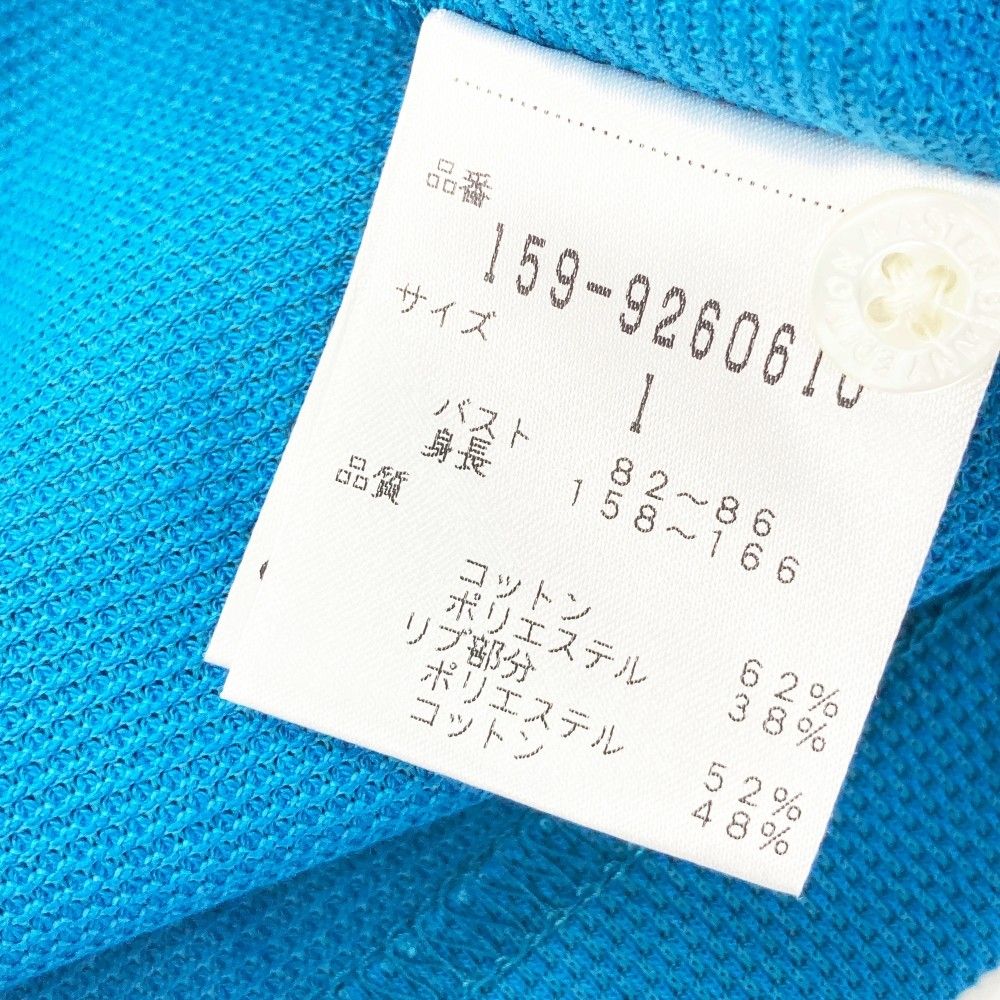 品番
159-9260610
サイズ
1
バスト 82～86
身長 158～166
品質
コットン 62%
ポリエステル 38%
リブ部分
ポリエステル 52%
コットン 48%